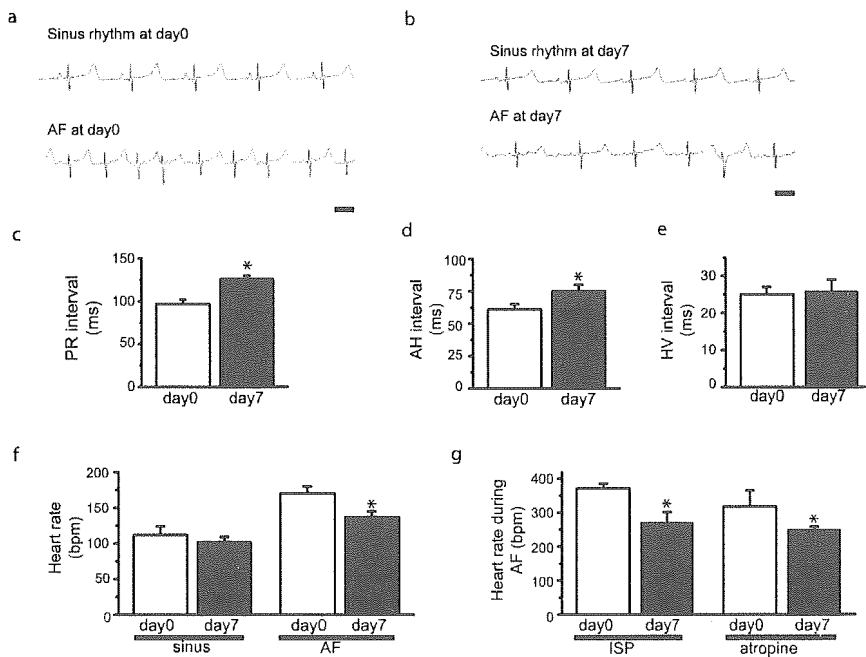 a
Sinus rhythm at day0
AF at day0
b
Sinus rhythm at day7
AF at day7
c
PR interval
(ms)
150
100
50
0
*
day0 day7
d
AH interval
(ms)
100
75
50
25
0
*
day0 day7
e
HV interval
(ms)
30
20
10
0
day0 day7
f
Heart rate
(bpm)
200
150
100
50
0
*
day0 day7 day0 day7
sinus AF
g
Heart rate during
AF (bpm)
400
300
200
100
0
* *
day0 day7 day0 day7
ISP atropine